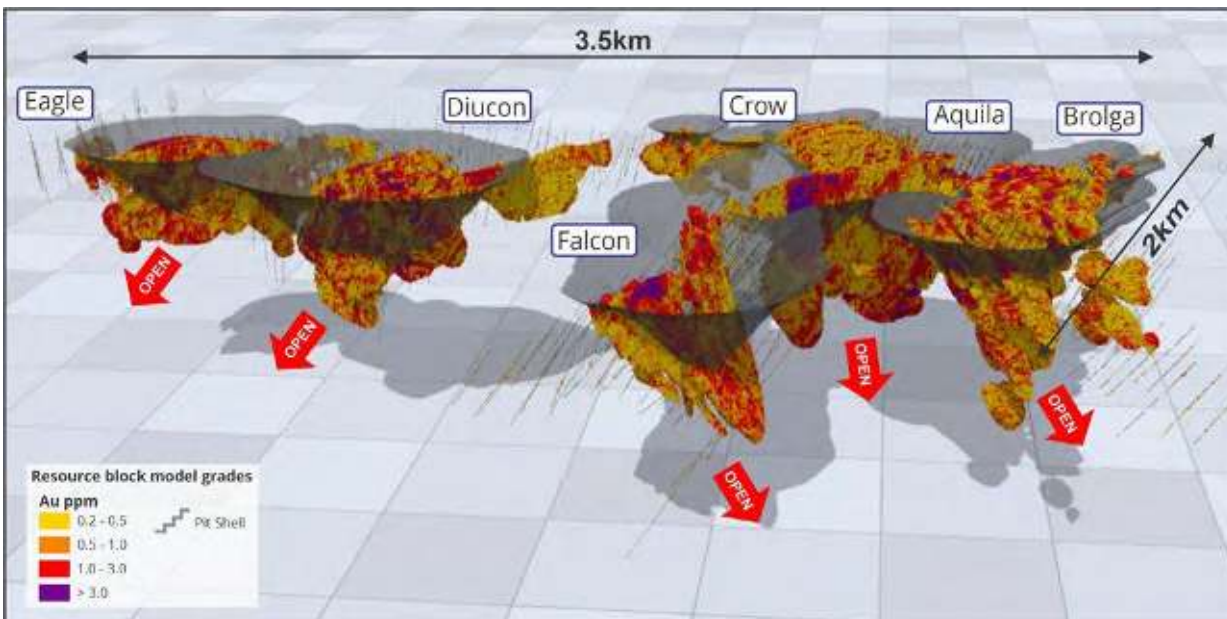 3.5km
Eagle
Diucon
Crow
Aquila
Brolga
2km
Falcon
OPEN
OPEN
OPEN
OPEN
OPEN
Resource block model grades
Au ppm
0.2 - 0.5
Pit Shell
0.5 - 1.0
1.0 - 3.0
> 3.0